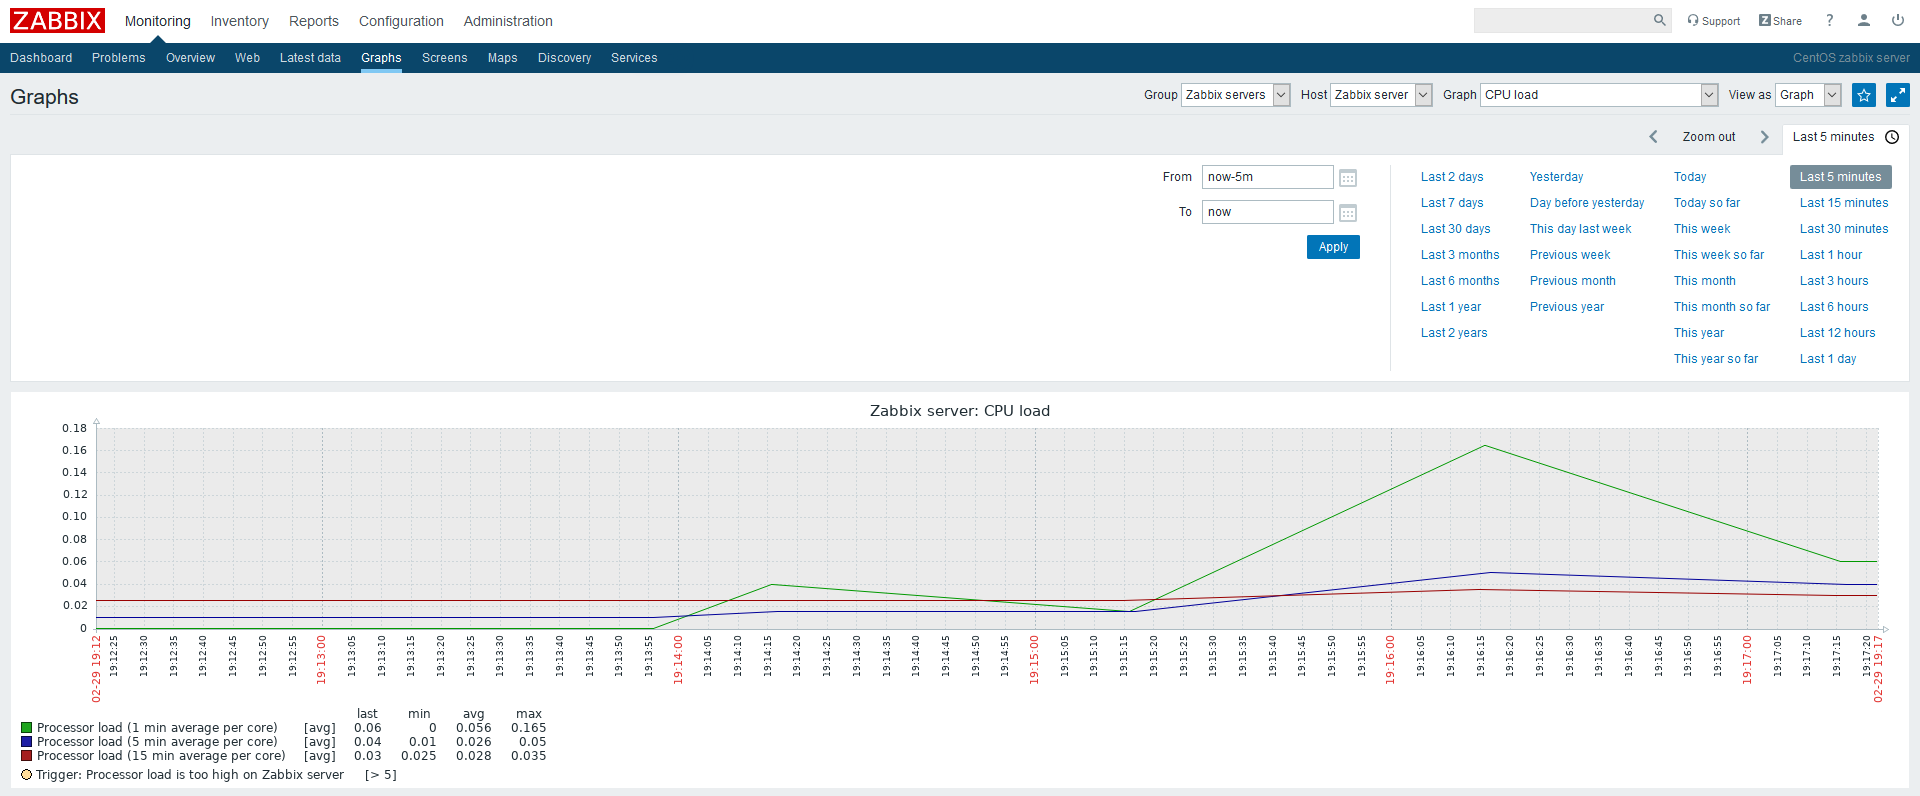 ZABBIX Monitoring Inventory Reports Configuration Administration Support Z Share ?
Dashboard Problems Overview Web Latest data Graphs Screens Maps Discovery Services CentOS zabbix server
Graphs Group Zabbix servers Host Zabbix server Graph CPU load View as Graph
Zoom out Last 5 minutes
From now-5m Last 2 days Yesterday Today Last 5 minutes
Last 7 days Day before yesterday Today so far Last 15 minutes
To now
Last 30 days This day last week This week Last 30 minutes
Apply
Last 3 months Previous week This week so far Last 1 hour
Last 6 months Previous month This month Last 3 hours
Last 1 year Previous year This month so far Last 6 hours
Last 2 years This year Last 12 hours
This year so far Last 1 day
Zabbix server: CPU load
0.18
0.16
0.14
0.12
0.10
0.08
0.06
0.04
0.02
0
02-29 19:12 19:12:25 19:12:30 19:12:35 19:12:40 19:12:45 19:12:50 19:12:55 19:13:00 19:13:05 19:13:10 19:13:15 19:13:20 19:13:25 19:13:30 19:13:35 19:13:40 19:13:45 19:13:50 19:13:55 19:14:00 19:14:05 19:14:10 19:14:15 19:14:20 19:14:25 19:14:30 19:14:35 19:14:40 19:14:45 19:14:50 19:14:55 19:15:00 19:15:05 19:15:10 19:15:15 19:15:20 19:15:25 19:15:30 19:15:35 19:15:40 19:15:45 19:15:50 19:15:55 19:16:00 19:16:05 19:16:10 19:16:15 19:16:20 19:16:25 19:16:30 19:16:35 19:16:40 19:16:45 19:16:50 19:16:55 19:17:00 19:17:05 19:17:10 19:17:15 19:17:20 02-29 19:17
last min avg max
Processor load (1 min average per core) [avg] 0.06 0 0.056 0.165
Processor load (5 min average per core) [avg] 0.04 0.01 0.026 0.05
Processor load (15 min average per core) [avg] 0.03 0.025 0.028 0.035
Trigger: Processor load is too high on Zabbix server [> 5]